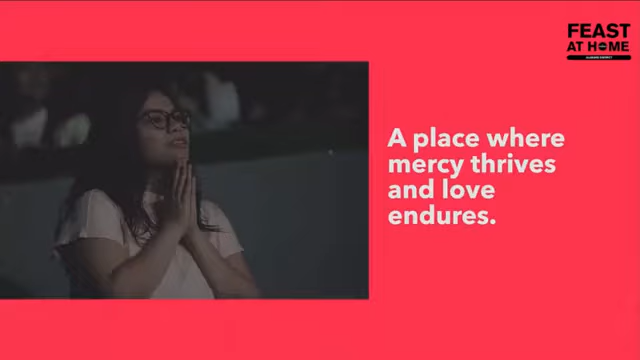 FEAST
AT HOME
A place where
mercy thrives
and love
endures.